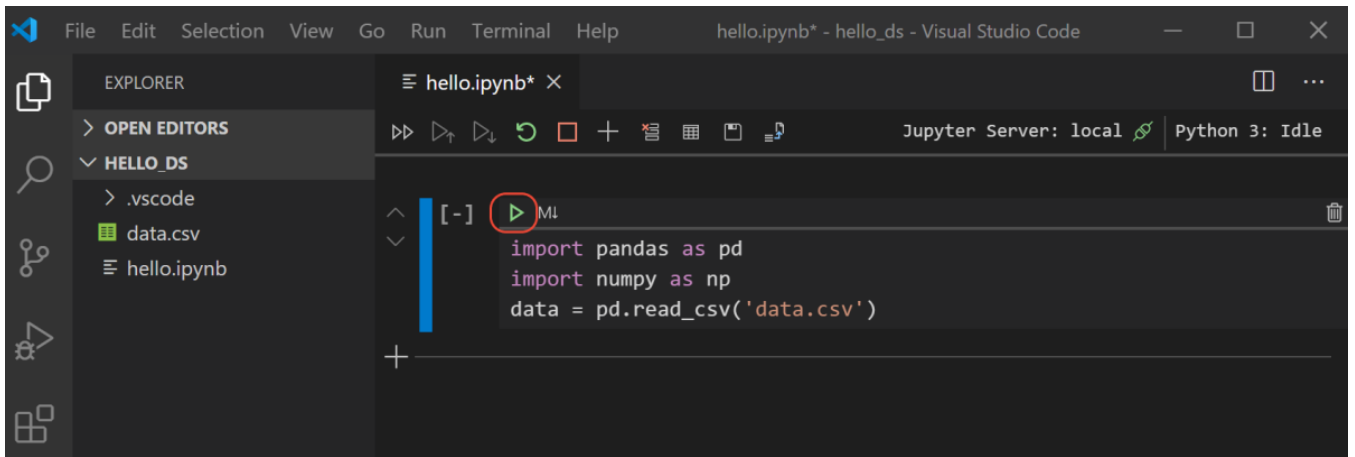 File Edit Selection View Go Run Terminal Help hello.ipynb* - hello_ds - Visual Studio Code
EXPLORER
OPEN EDITORS
HELLO_DS
.vscode
data.csv
hello.ipynb
hello.ipynb*
Jupyter Server: local Python 3: Idle
[-] M↓
import pandas as pd
import numpy as np
data = pd.read_csv('data.csv')